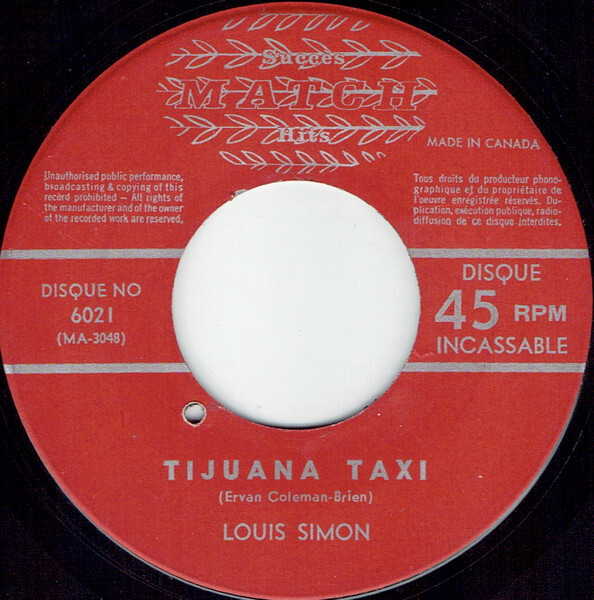 Succès
MATCH
Hits
MADE IN CANADA
Unauthorised public performance,
broadcasting & copying of this
record prohibited — All rights of
the manufacturer and of the owner
of the recorded work are reserved.
Tous droits du producteur phono-
graphique et du propriétaire de
l'oeuvre enregistrée réservés. Du-
plication, exécution publique, radio-
diffusion de ce disque interdites.
DISQUE NO
6021
(MA-3048)
DISQUE
45 RPM
INCASSABLE
TIJUANA TAXI
(Ervan Coleman-Brien)
LOUIS SIMON